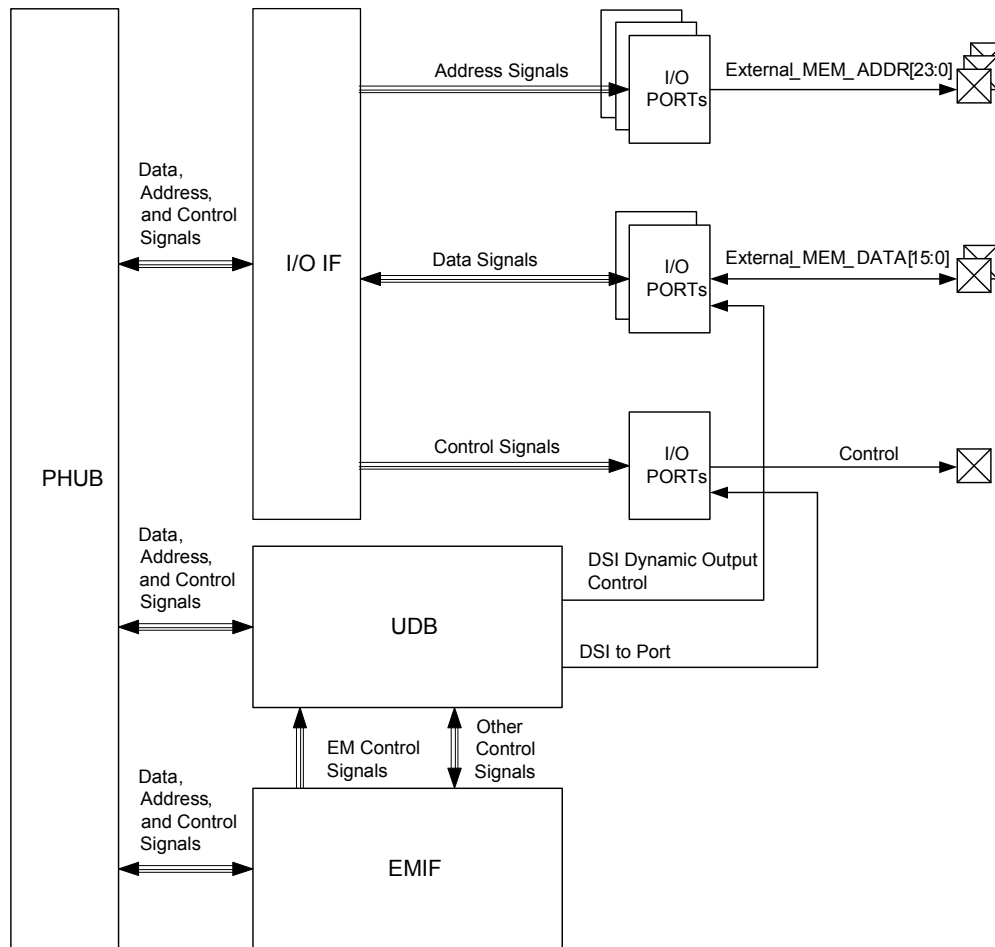 Address Signals
I/O
PORTs
External_MEM_ADDR[23:0]
Data,
Address,
and Control
Signals
I/O IF
Data Signals
I/O
PORTs
External_MEM_DATA[15:0]
PHUB
Control Signals
I/O
PORTs
Control
Data,
Address,
and Control
Signals
UDB
DSI Dynamic Output
Control
DSI to Port
EM Control
Signals
Other
Control
Signals
Data,
Address,
and Control
Signals
EMIF